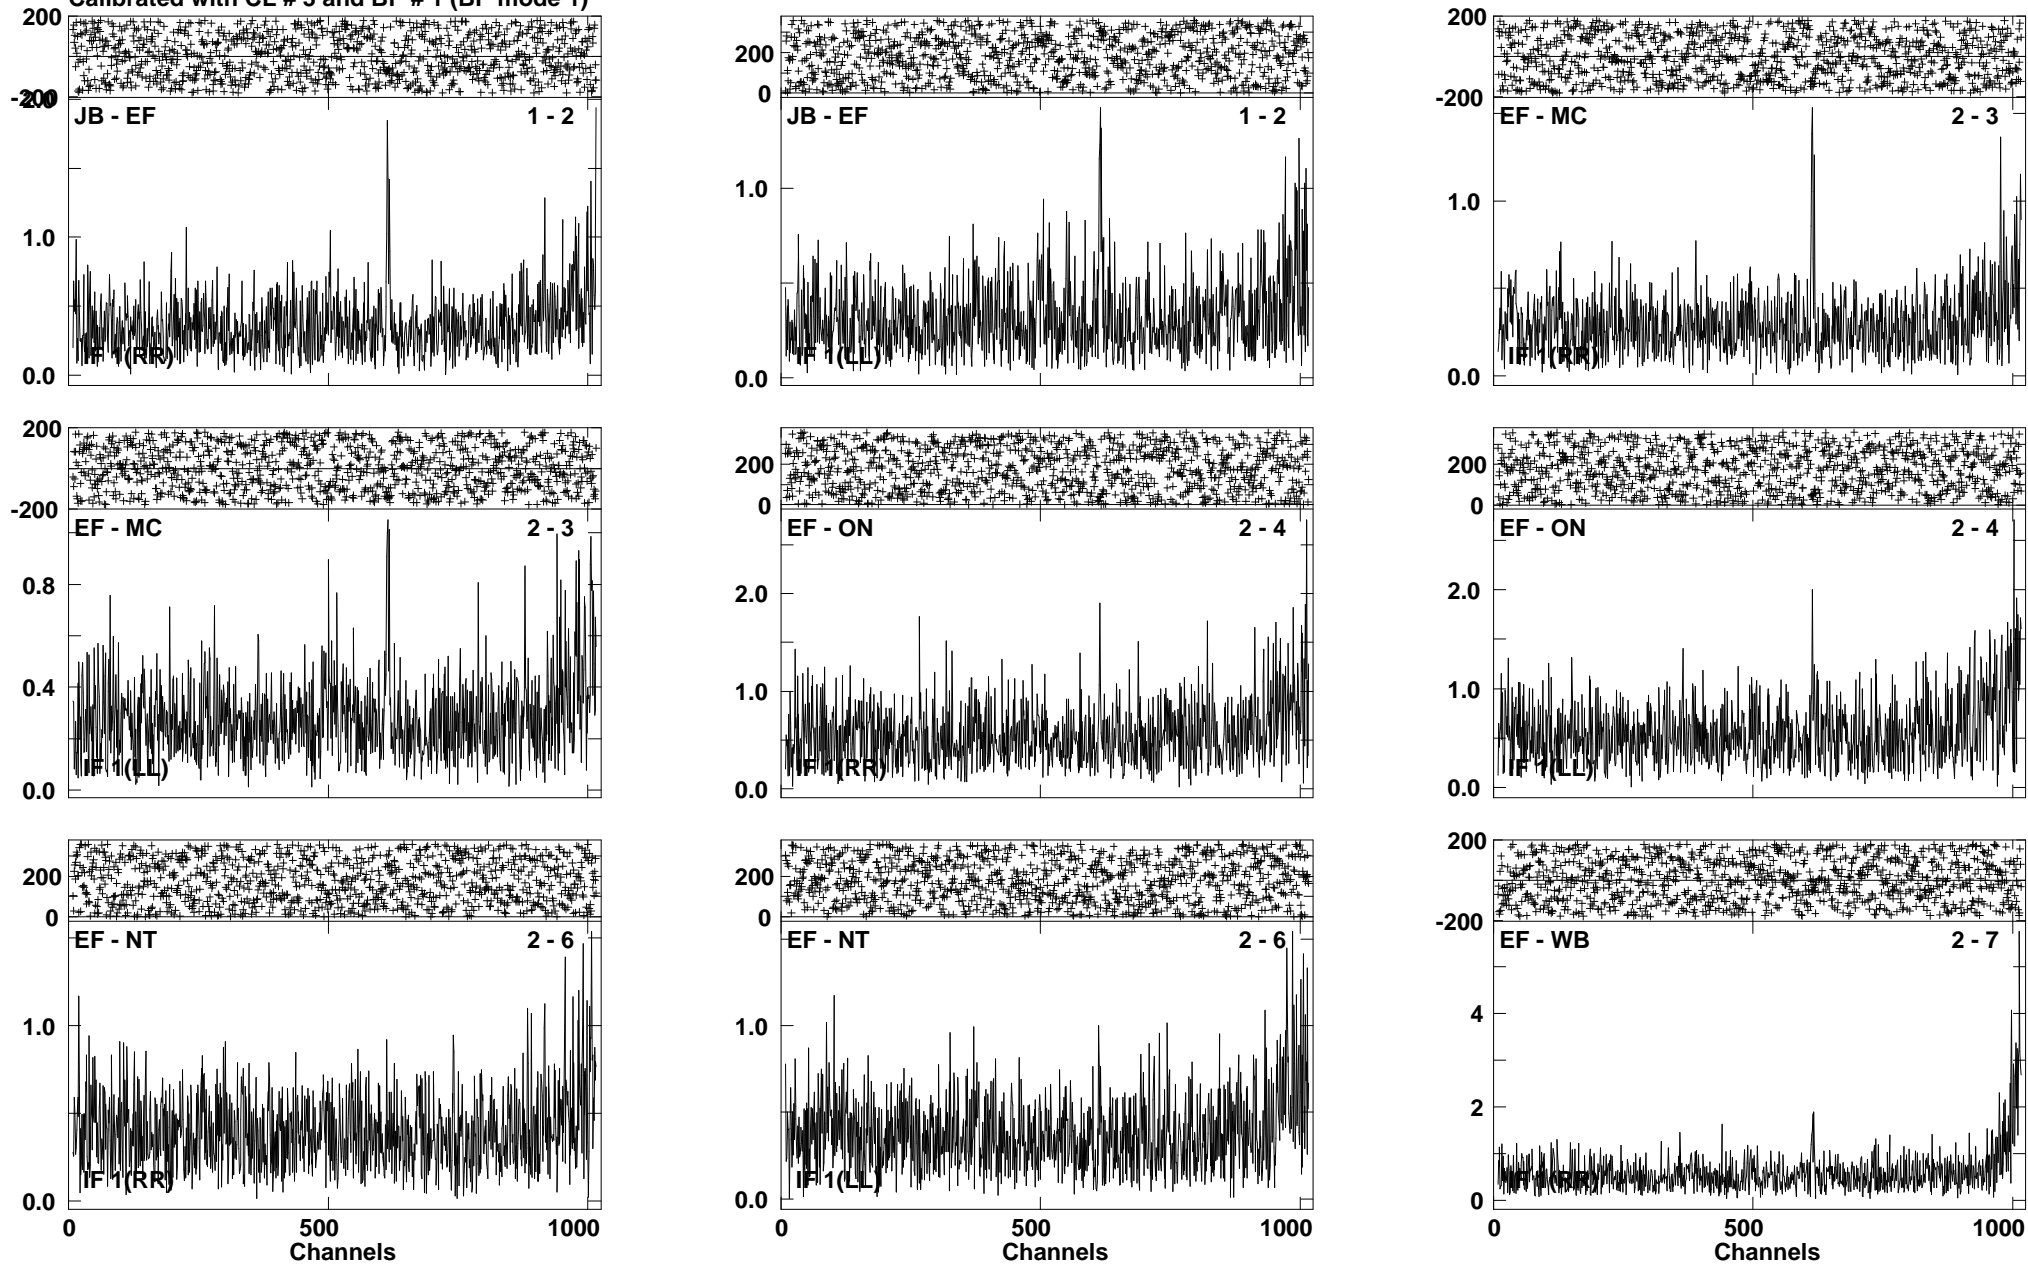 Calibrated with CL # 3 and BP # 1 (BP mode 1)
200
-200
2.0
JB - EF 1 - 2
1.0
IF 1(RR)
0.0
200
0
JB - EF 1 - 2
1.0
IF 1(LL)
0.0
200
-200
EF - MC 2 - 3
1.0
IF 1(RR)
0.0
200
-200
EF - MC 2 - 3
0.8
0.4
IF 1(LL)
0.0
200
0
EF - ON 2 - 4
2.0
1.0
IF 1(RR)
0.0
200
0
EF - ON 2 - 4
2.0
1.0
IF 1(LL)
0.0
200
0
EF - NT 2 - 6
1.0
IF 1(RR)
0.0
0 500 1000
Channels
200
0
EF - NT 2 - 6
1.0
IF 1(LL)
0.0
0 500 1000
Channels
200
-200
EF - WB 2 - 7
4
2
IF 1(RR)
0
0 500 1000
Channels